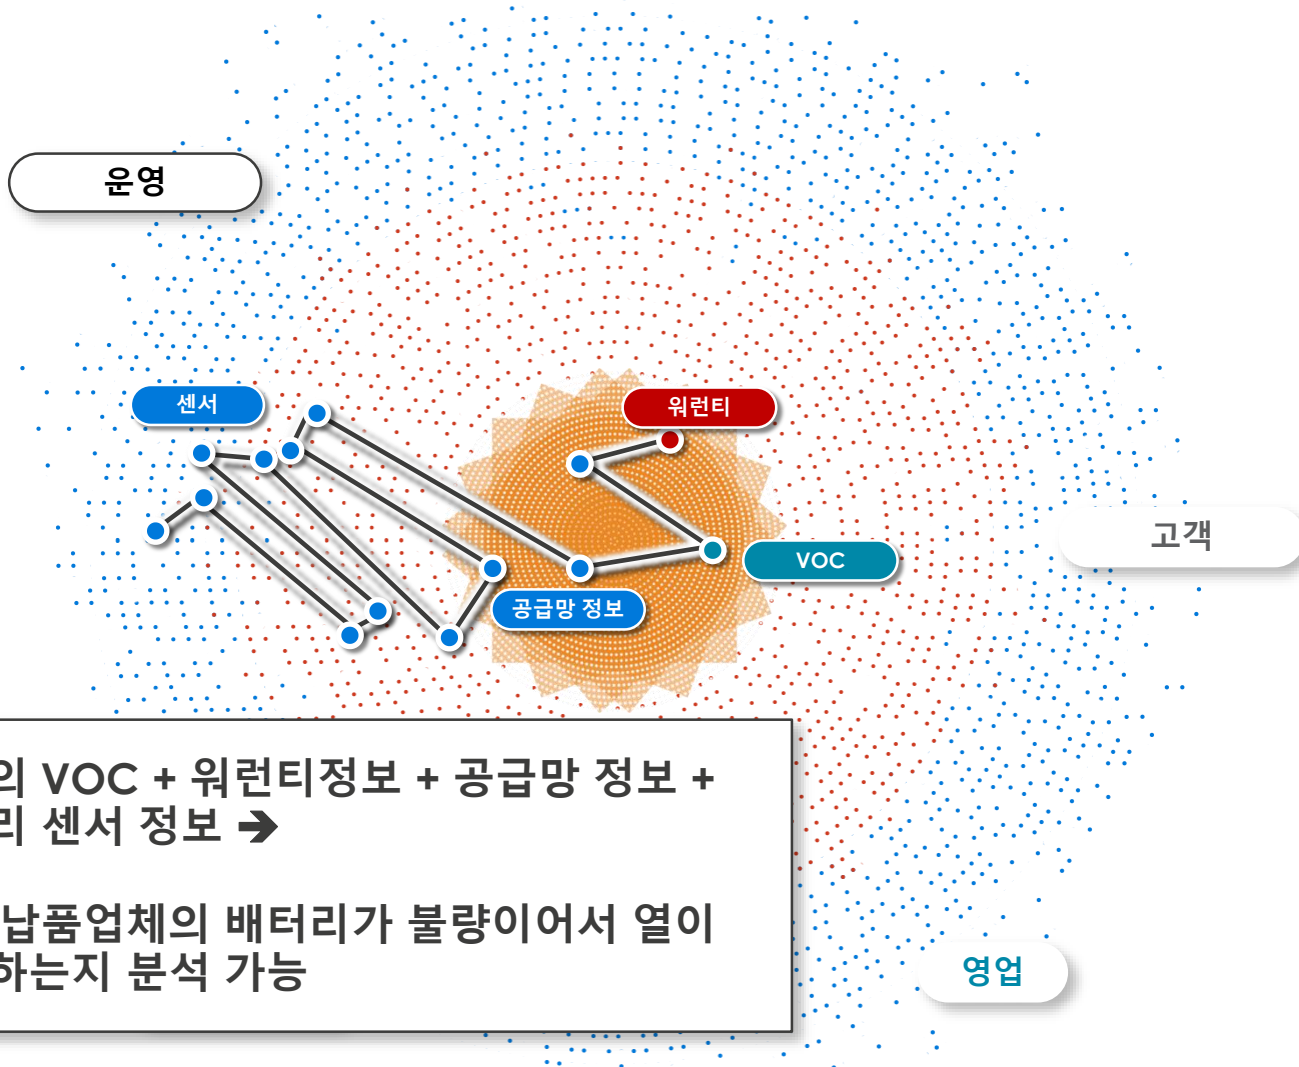 운영
센서
워런티
고객
VOC
공급망 정보
의 VOC + 워런티정보 + 공급망 정보 +
리 센서 정보 ➔
납품업체의 배터리가 불량이어서 열이
하는지 분석 가능
영업